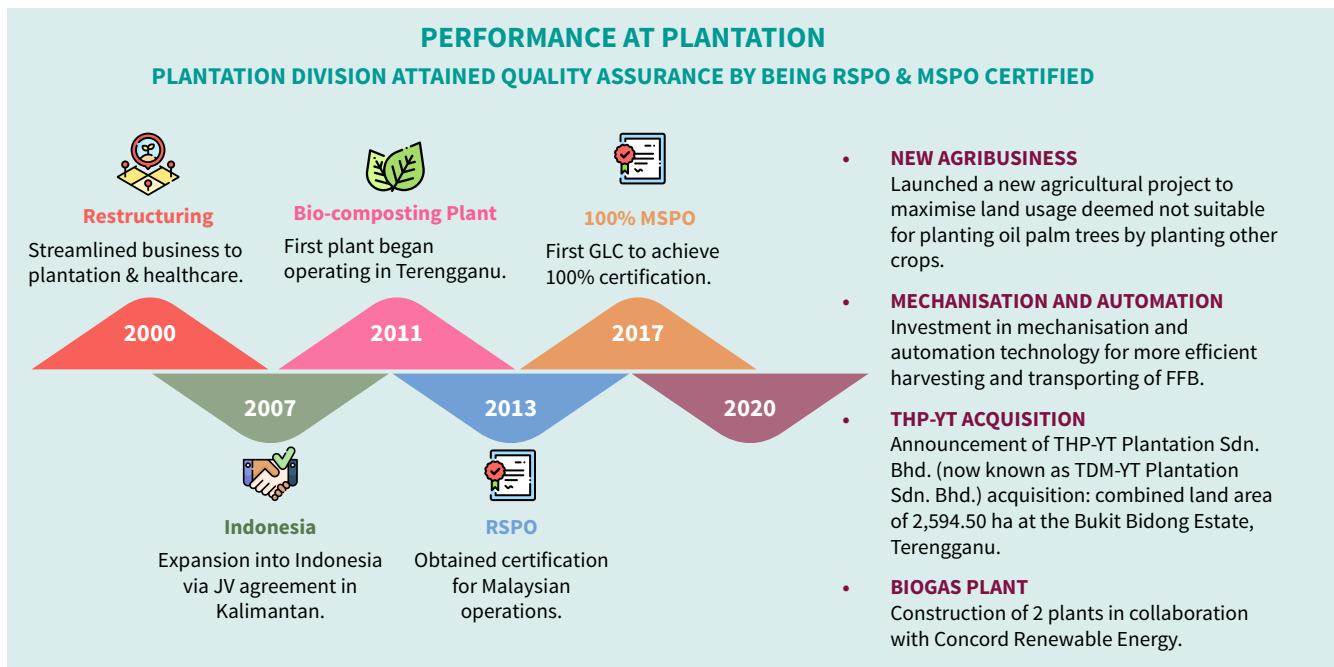 PERFORMANCE AT PLANTATION
PLANTATION DIVISION ATTAINED QUALITY ASSURANCE BY BEING RSPO & MSPO CERTIFIED
Restructuring
Streamlined business to
plantation & healthcare.
2000
Indonesia
Expansion into Indonesia
via JV agreement in
Kalimantan.
2007
Bio-composting Plant
First plant began
operating in Terengganu.
2011
RSPO
Obtained certification
for Malaysian
operations.
2013
100% MSPO
First GLC to achieve
100% certification.
2017
2020
• NEW AGRIBUSINESS
Launched a new agricultural project to
maximise land usage deemed not suitable
for planting oil palm trees by planting other
crops.
• MECHANISATION AND AUTOMATION
Investment in mechanisation and
automation technology for more efficient
harvesting and transporting of FFB.
• THP-YT ACQUISITION
Announcement of THP-YT Plantation Sdn.
Bhd. (now known as TDM-YT Plantation
Sdn. Bhd.) acquisition: combined land area
of 2,594.50 ha at the Bukit Bidong Estate,
Terengganu.
• BIOGAS PLANT
Construction of 2 plants in collaboration
with Concord Renewable Energy.